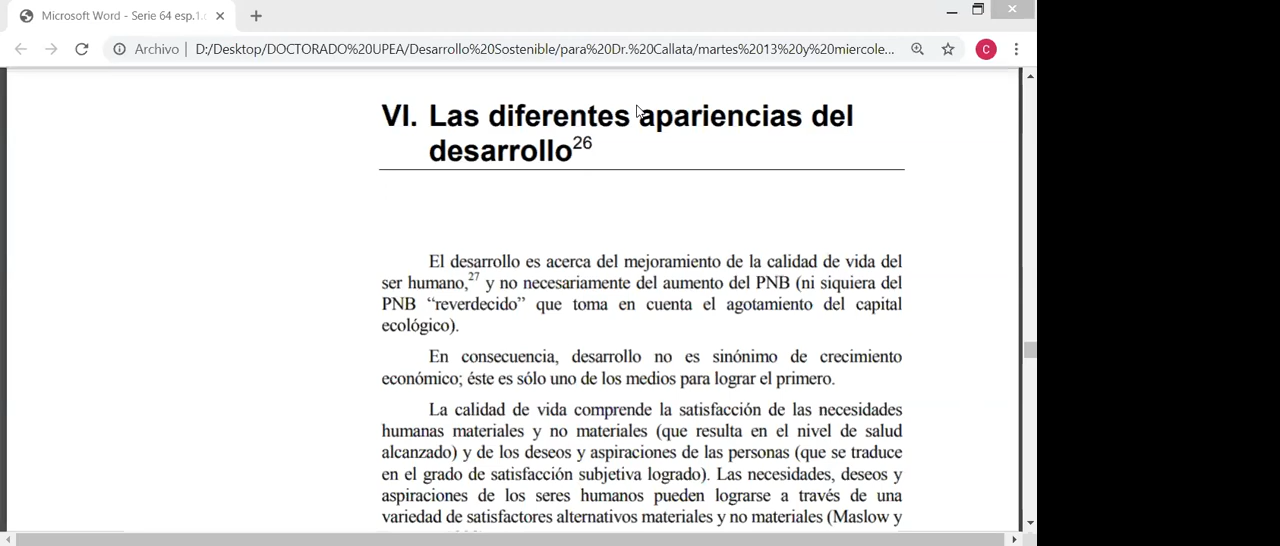 Microsoft Word - Serie 64 esp.1.
Archivo D:/Desktop/DOCTORADO%20UPEA/Desarrollo%20Sostenible/para%20Dr.%20Callata/martes%2013%20y%20miercole...
C
VI. Las diferentes apariencias del
desarrollo26
El desarrollo es acerca del mejoramiento de la calidad de vida del
ser humano,27 y no necesariamente del aumento del PNB (ni siquiera del
PNB “reverdecido” que toma en cuenta el agotamiento del capital
ecológico).
En consecuencia, desarrollo no es sinónimo de crecimiento
económico; éste es sólo uno de los medios para lograr el primero.
La calidad de vida comprende la satisfacción de las necesidades
humanas materiales y no materiales (que resulta en el nivel de salud
alcanzado) y de los deseos y aspiraciones de las personas (que se traduce
en el grado de satisfacción subjetiva logrado). Las necesidades, deseos y
aspiraciones de los seres humanos pueden lograrse a través de una
variedad de satisfactores alternativos materiales y no materiales (Maslow y